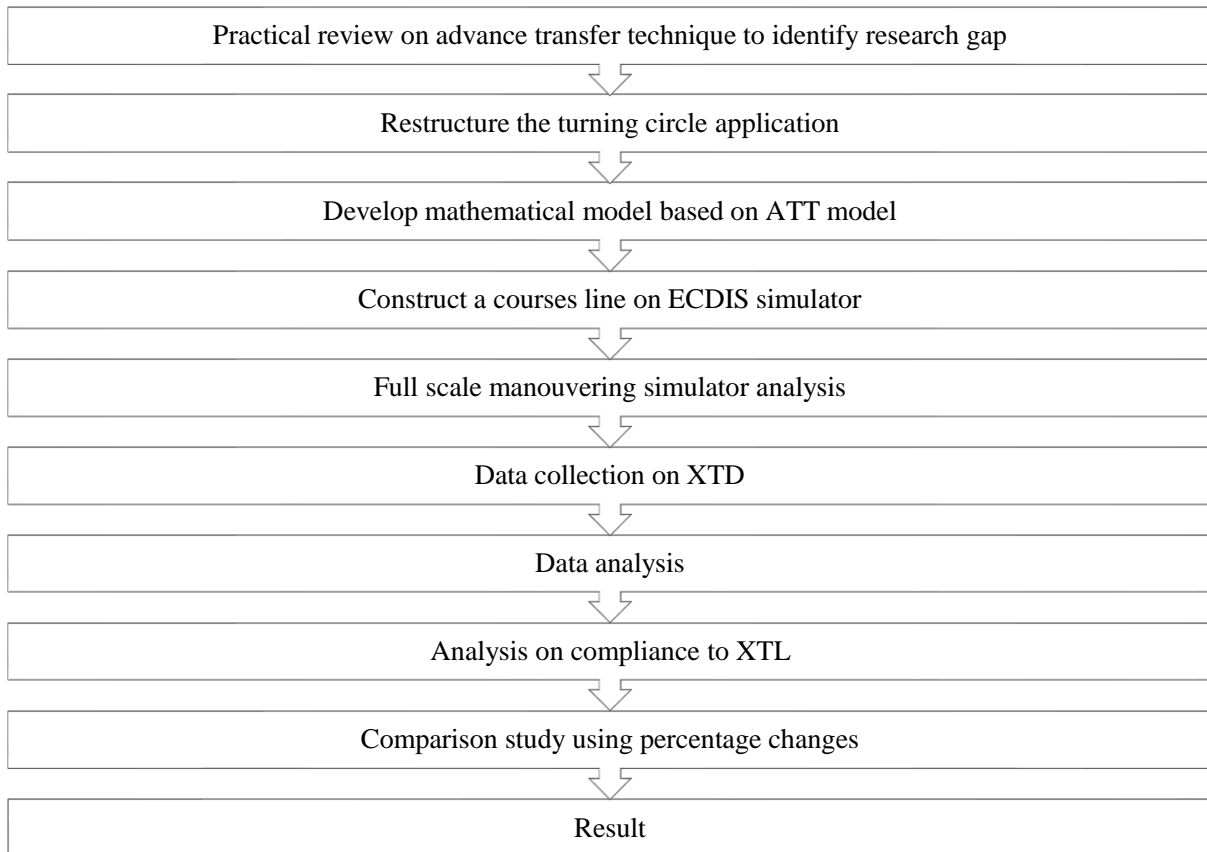 Practical review on advance transfer technique to identify research gap
Restructure the turning circle application
Develop mathematical model based on ATT model
Construct a courses line on ECDIS simulator
Full scale manouvering simulator analysis
Data collection on XTD
Data analysis
Analysis on compliance to XTL
Comparison study using percentage changes
Result